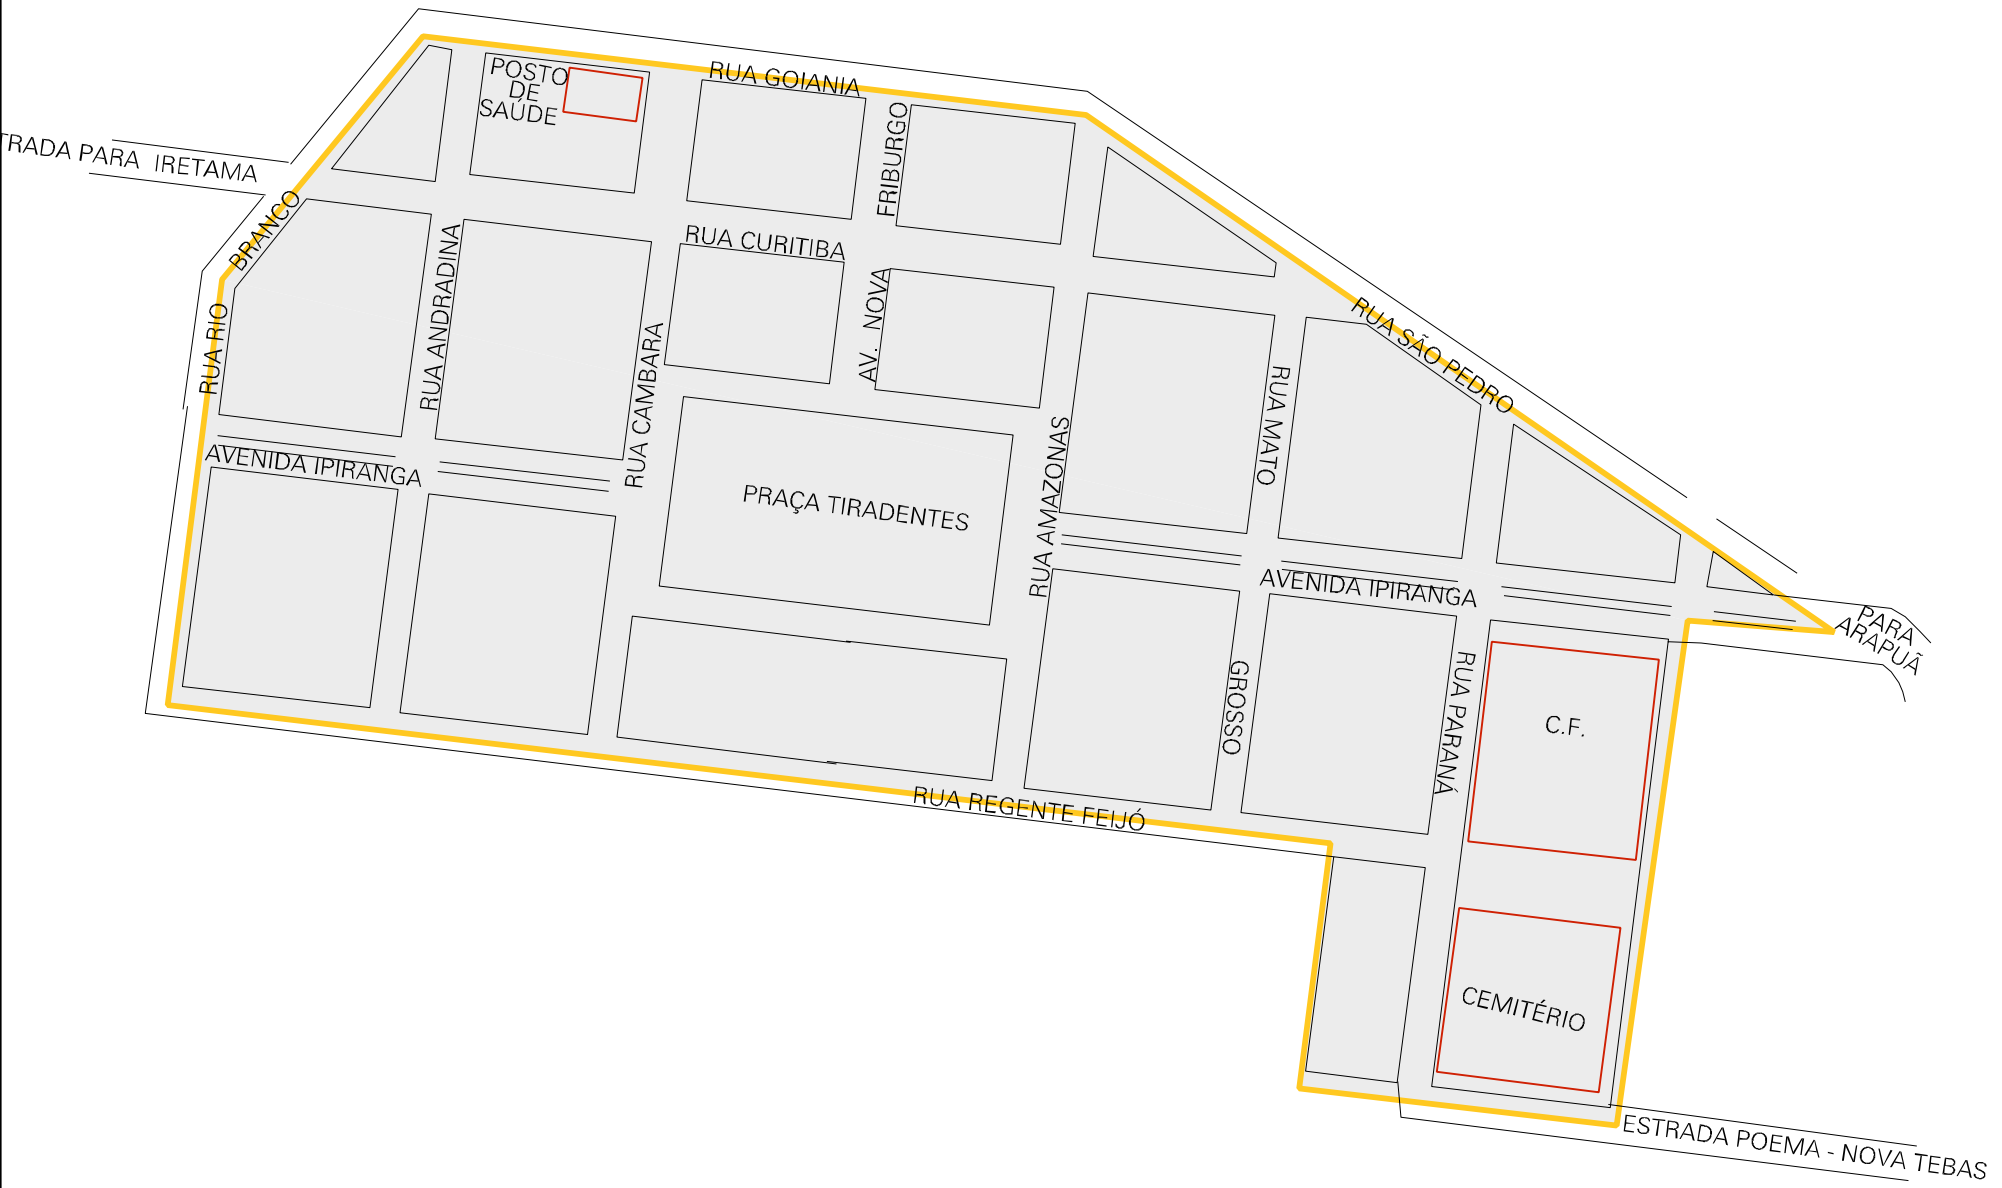 POSTO
DE
SAÚDE
RUA GOIANIA
FRIBURGO
TRADA PARA IRETAMA
BRANCO
RUA RIO
RUA ANDRADINA
RUA CURITIBA
AV. NOVA
RUA CAMBARA
RUA SÃO PEDRO
RUA MATO
GROSSO
AVENIDA IPIRANGA
PRAÇA TIRADENTES
RUA AMAZONAS
AVENIDA IPIRANGA
PARA
ARAPUÃ
RUA PARANÁ
C.F.
RUA REGENTE FEIJÓ
CEMITÉRIO
ESTRADA POEMA - NOVA TEBAS